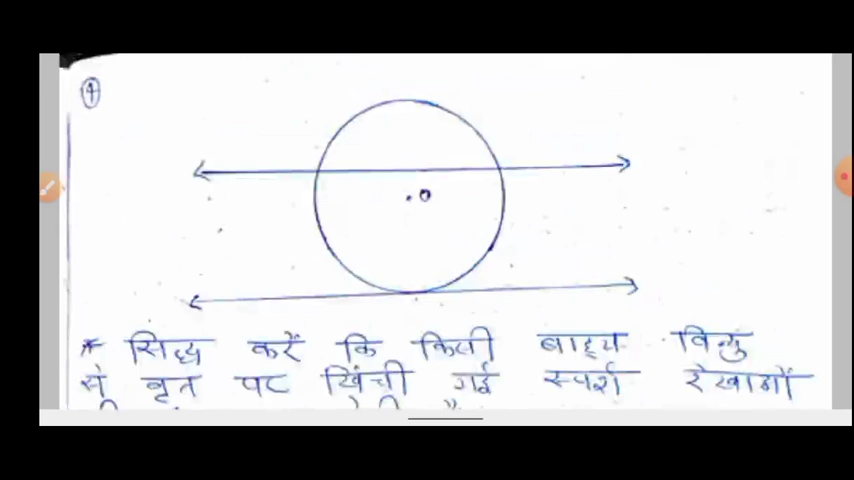 ④
O
* सिध्ध करें कि किसी बाह्य बिन्दु
से वृत पर खिंची गई स्पर्श रेखाओं